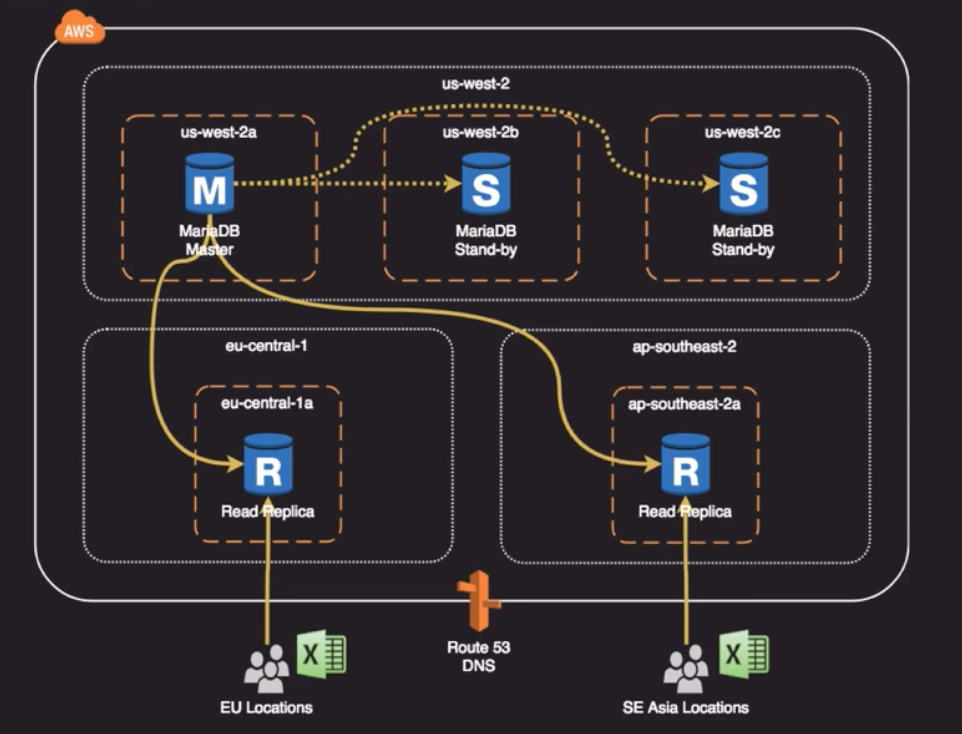 AWS
us-west-2
us-west-2a
us-west-2b
us-west-2c
M
S
S
MariaDB
Master
MariaDB
Stand-by
MariaDB
Stand-by
eu-central-1
ap-southeast-2
eu-central-1a
ap-southeast-2a
R
R
Read Replica
Read Replica
X
X
Route 53
DNS
EU Locations
SE Asia Locations